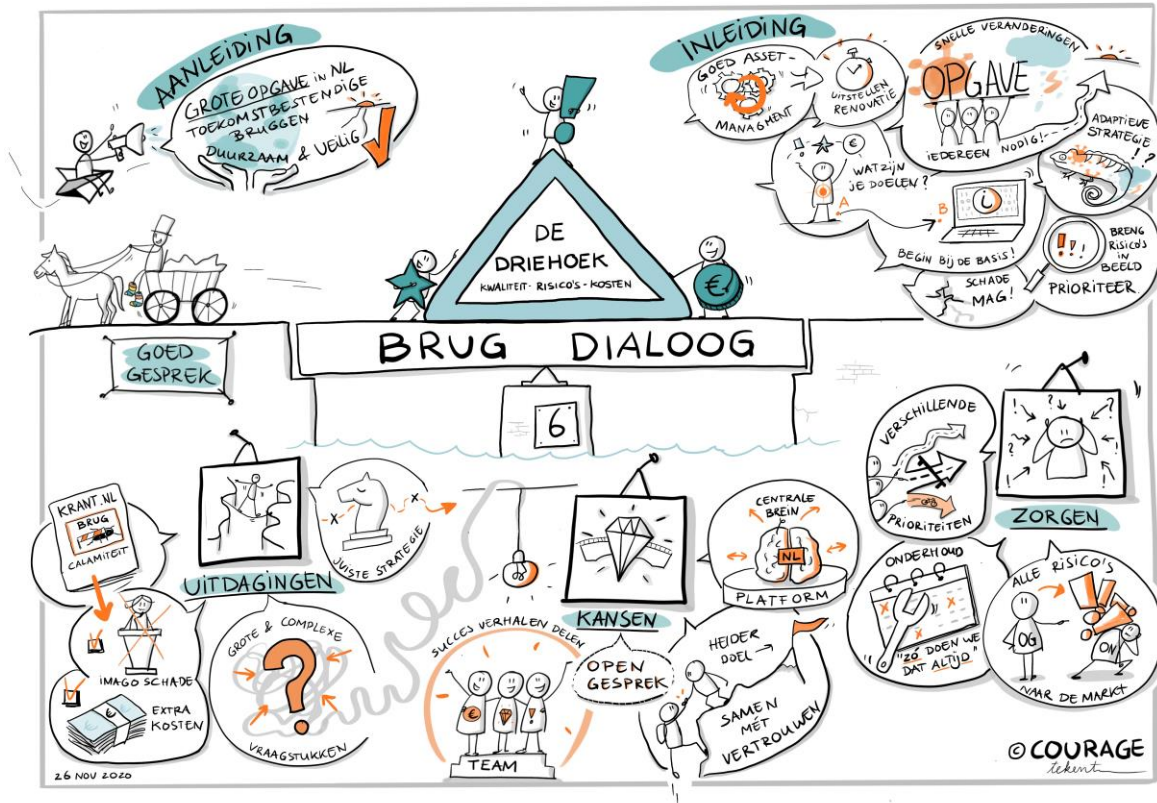 AANLEIDING
GROTE OPGAVE in NL
TOEKOMSTBESTENDIGE
BRUGGEN
DUURZAAM & VEILIG
INLEIDING
GOED ASSET-
MANAGMENT
UITSTELLEN
RENOVATIE
SNELLE VERANDERINGEN
OPGAVE
IEDEREEN NODIG!
ADAPTIEVE
STRATEGIE
!?
WAT ZIJN
JE DOELEN?
€
A
B
i
BEGIN BIJ DE BASIS!
SCHADE
MAG!
!!!
BRENG
RISICO'S
IN
BEELD
PRIORITEER
DE
DRIEHOEK
KWALITEIT - RISICO'S - KOSTEN
€
BRUG DIALOOG
6
GOED
GESPREK
KRANT.NL
BRUG
CALAMITEIT
IMAGO SCHADE
€
EXTRA
KOSTEN
UITDAGINGEN
JUISTE STRATEGIE
X
X
GROTE & COMPLEXE
?
VRAAGSTUKKEN
KANSEN
SUCCES VERHALEN DELEN
€
!
TEAM
OPEN
GESPREK
CENTRALE
BREIN
NL
PLATFORM
HELDER
DOEL
SAMEN
MÉT
VERTROUWEN
ZORGEN
VERSCHILLENDE
PRIORITEITEN
ONDERHOUD
"ZÓ DOEN WE
DAT ALTIJD"
ALLE RISICO'S
OG
ON
NAAR DE MARKT
26 NOV 2020
© COURAGE
tekent